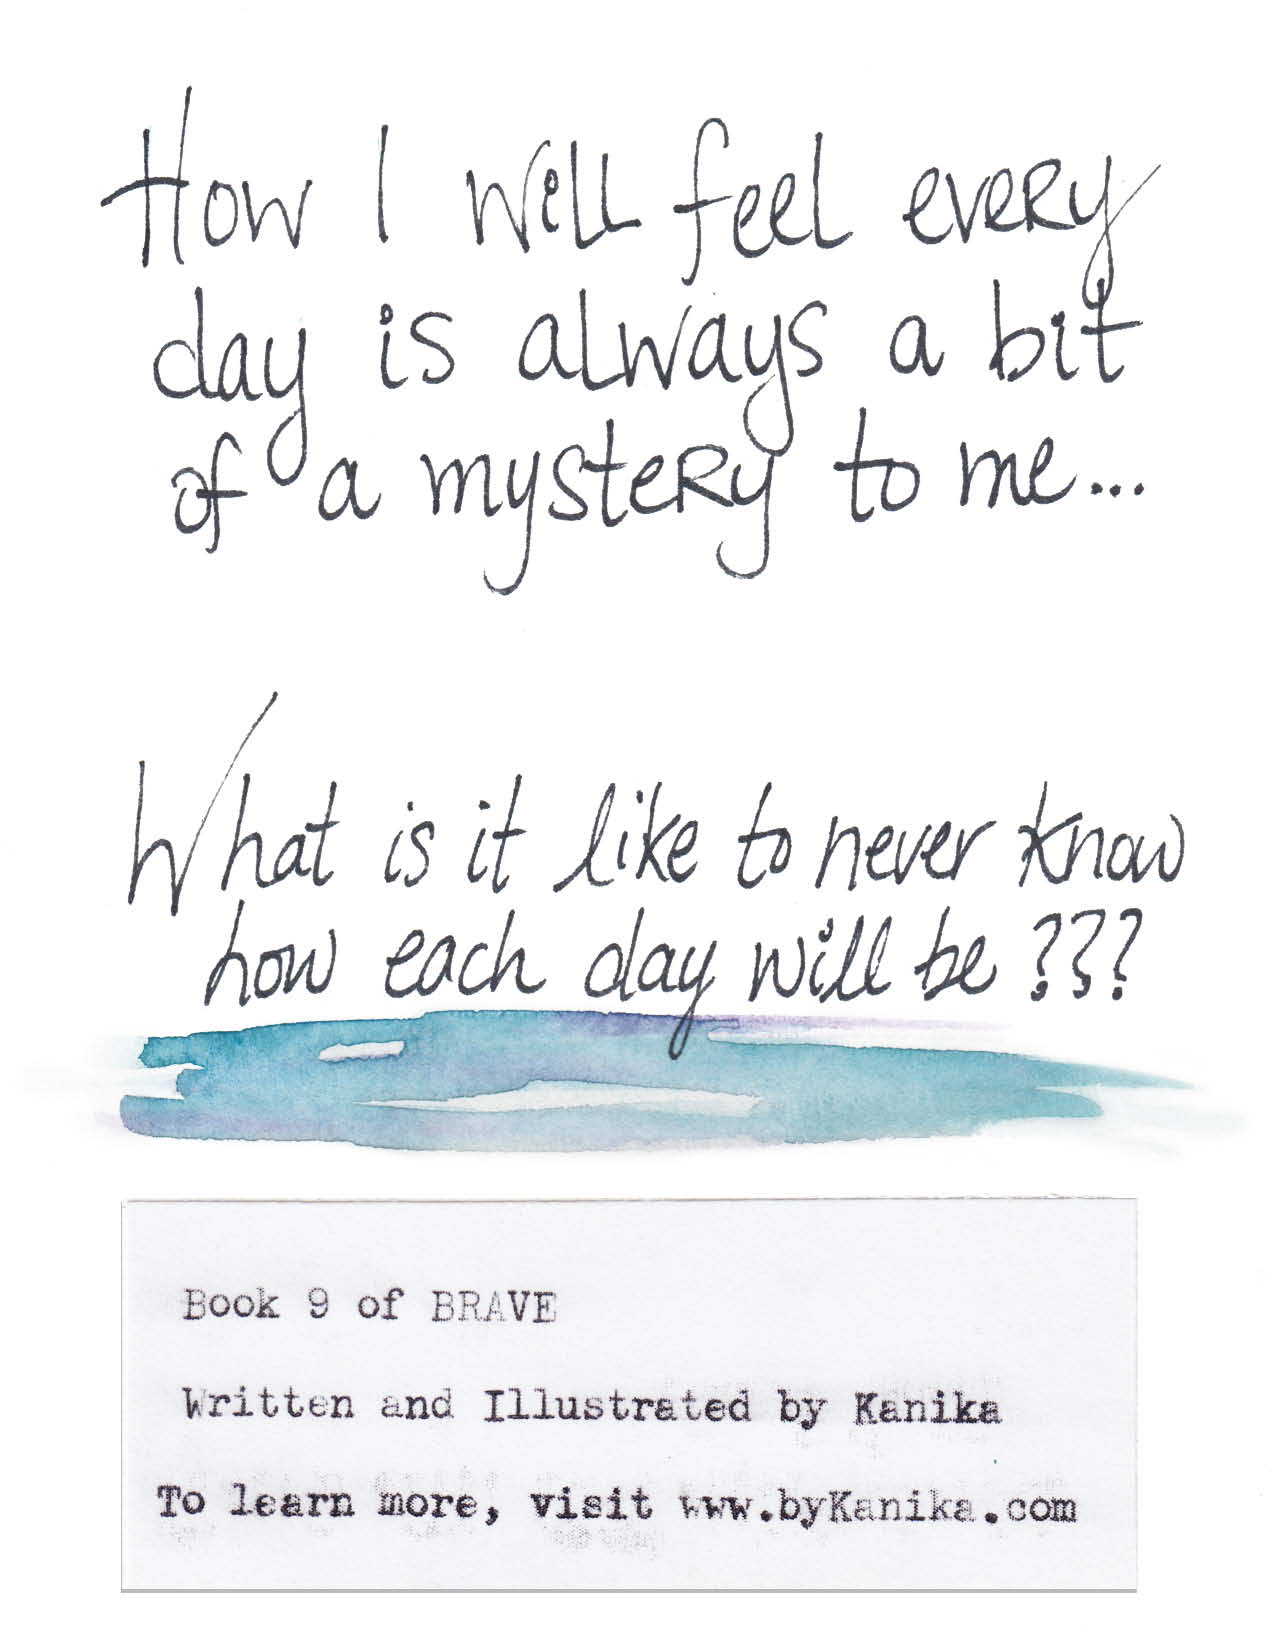 How I will feel every
day is always a bit
of a mystery to me...
What is it like to never know
how each day will be ???
Book 9 of BRAVE
Written and Illustrated by Kanika
To learn more, visit www.byKanika.com